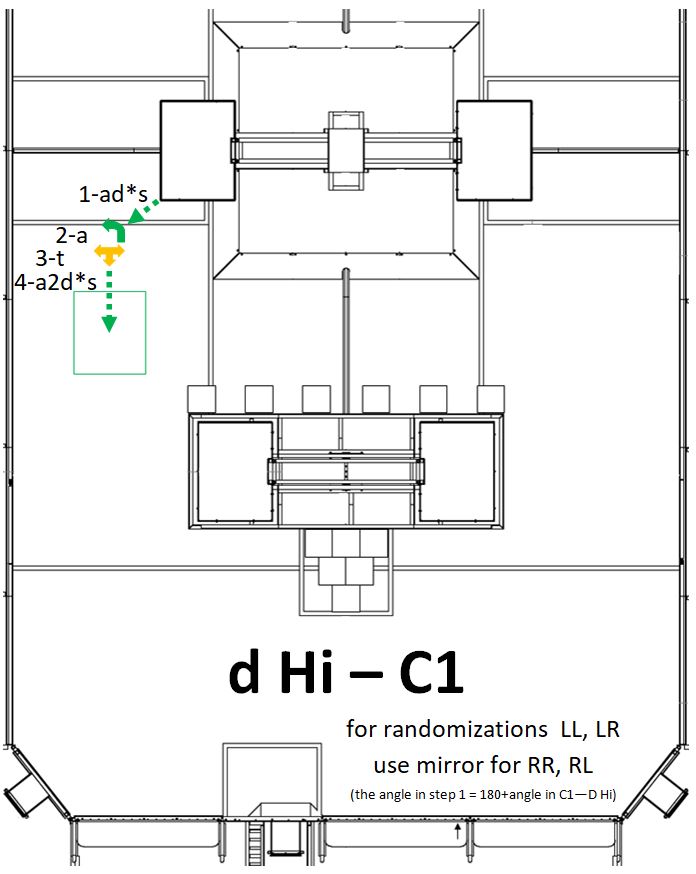 1-ad*s
2-a
3-t
4-a2d*s
d Hi – C1
for randomizations  LL, LR
use mirror for RR, RL
(the angle in step 1 = 180+angle in C1—D Hi)